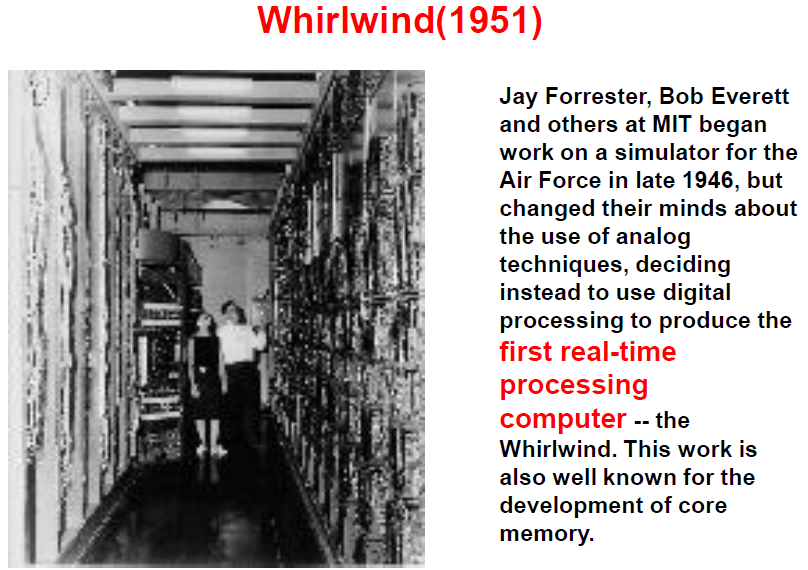 Whirlwind(1951)
Jay Forrester, Bob Everett
and others at MIT began
work on a simulator for the
Air Force in late 1946, but
changed their minds about
the use of analog
techniques, deciding
instead to use digital
processing to produce the
first real-time
processing
computer -- the
Whirlwind. This work is
also well known for the
development of core
memory.